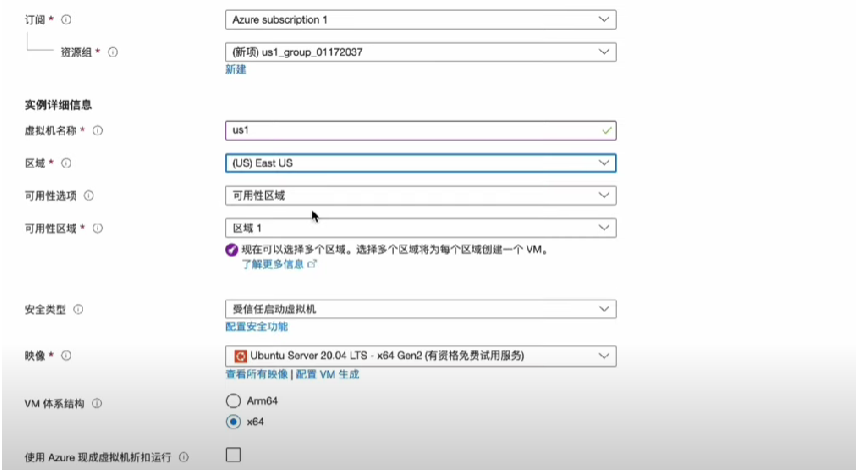 订阅 * Azure subscription 1
资源组 * (新项) us1_group_01172037
新建
实例详细信息
虚拟机名称 * us1
区域 * (US) East US
可用性选项 可用性区域
可用性区域 * 区域 1
现在可以选择多个区域。选择多个区域将为每个区域创建一个 VM。
了解更多信息
安全类型 受信任启动虚拟机
配置安全功能
映像 * Ubuntu Server 20.04 LTS - x64 Gen2 (有资格免费试用服务)
查看所有映像 | 配置 VM 生成
VM 体系结构 Arm64
x64
使用 Azure 现成虚拟机折扣运行